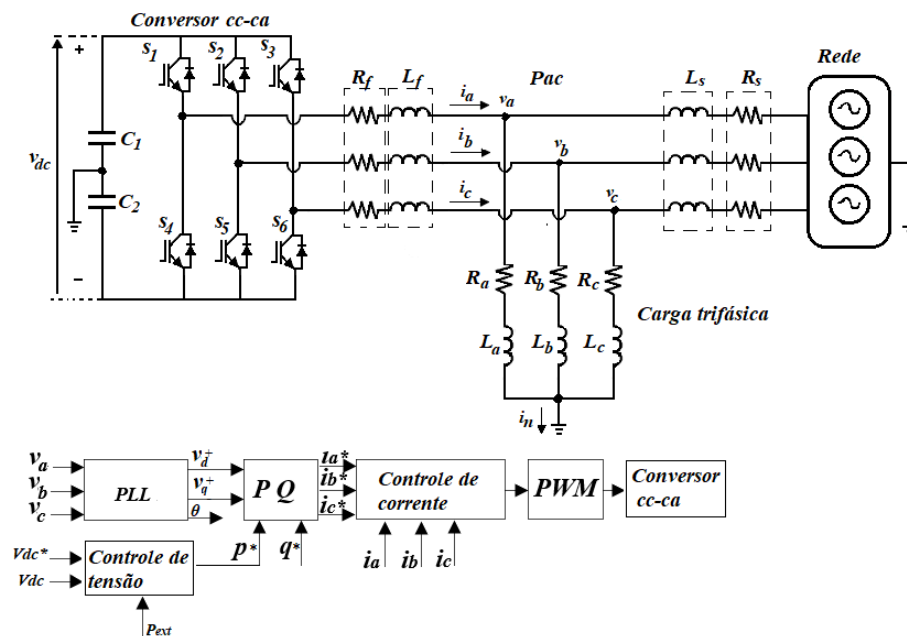 Conversor cc-ca
S1 S2 S3
Rf Lf
ia va
Pac
Ls Rs
Rede
+
C1
vdc
C2
−
ib vb
ic vc
S4 S5 S6
Ra Rb Rc
Carga trifásica
La Lb Lc
in
va
vb
vc
PLL
vd+
vq+
θ
P Q
ia*
ib*
ic*
Controle de
corrente
PWM
Conversor
cc-ca
Vdc*
Vdc
Controle de
tensão
p* q*
ia ib ic
Pext